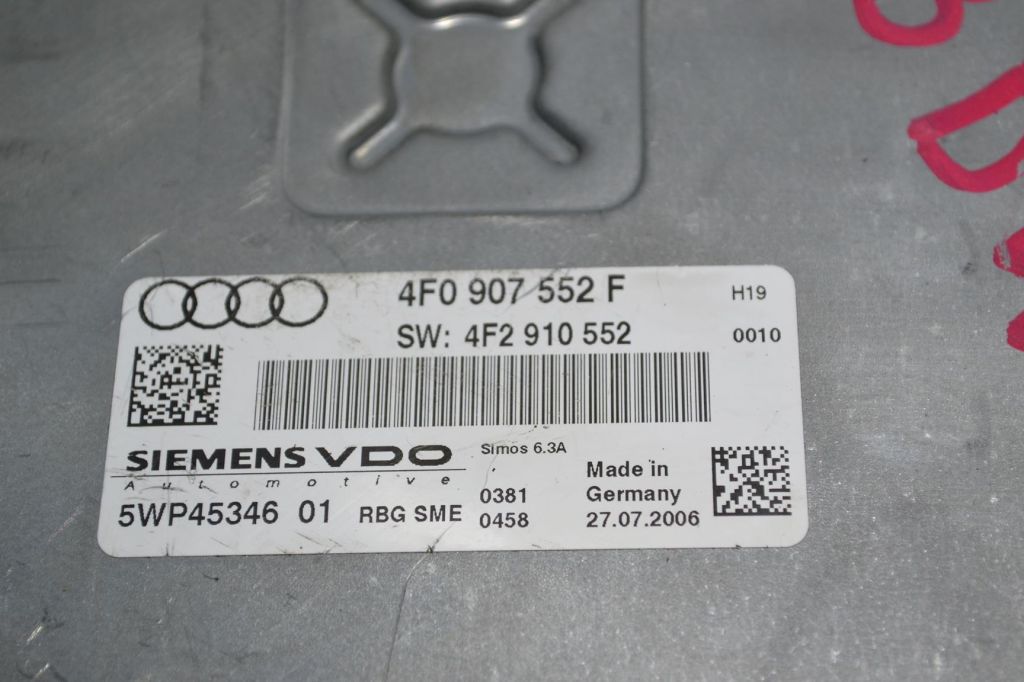 4F0 907 552 F
H19
SW: 4F2 910 552
0010
SIEMENS VDO
Automotive
Simos 6.3A
5WP45346 01
RBG SME
0381
0458
Made in
Germany
27.07.2006